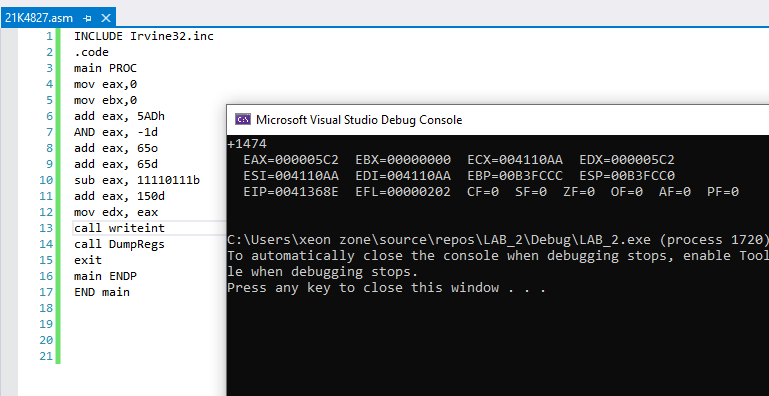 21K4827.asm
1 INCLUDE Irvine32.inc
2 .code
3 main PROC
4 mov eax,0
5 mov ebx,0
6 add eax, 5ADh
7 AND eax, -1d
8 add eax, 65o
9 add eax, 65d
10 sub eax, 11110111b
11 add eax, 150d
12 mov edx, eax
13 call writeint
14 call DumpRegs
15 exit
16 main ENDP
17 END main
18
19
20
21
Microsoft Visual Studio Debug Console
+1474
EAX=000005C2 EBX=00000000 ECX=004110AA EDX=000005C2
ESI=004110AA EDI=004110AA EBP=00B3FCCC ESP=00B3FCC0
EIP=0041368E EFL=00000202 CF=0 SF=0 ZF=0 OF=0 AF=0 PF=0
C:\Users\xeon zone\source\repos\LAB_2\Debug\LAB_2.exe (process 1720)
To automatically close the console when debugging stops, enable Tool
le when debugging stops.
Press any key to close this window . . .